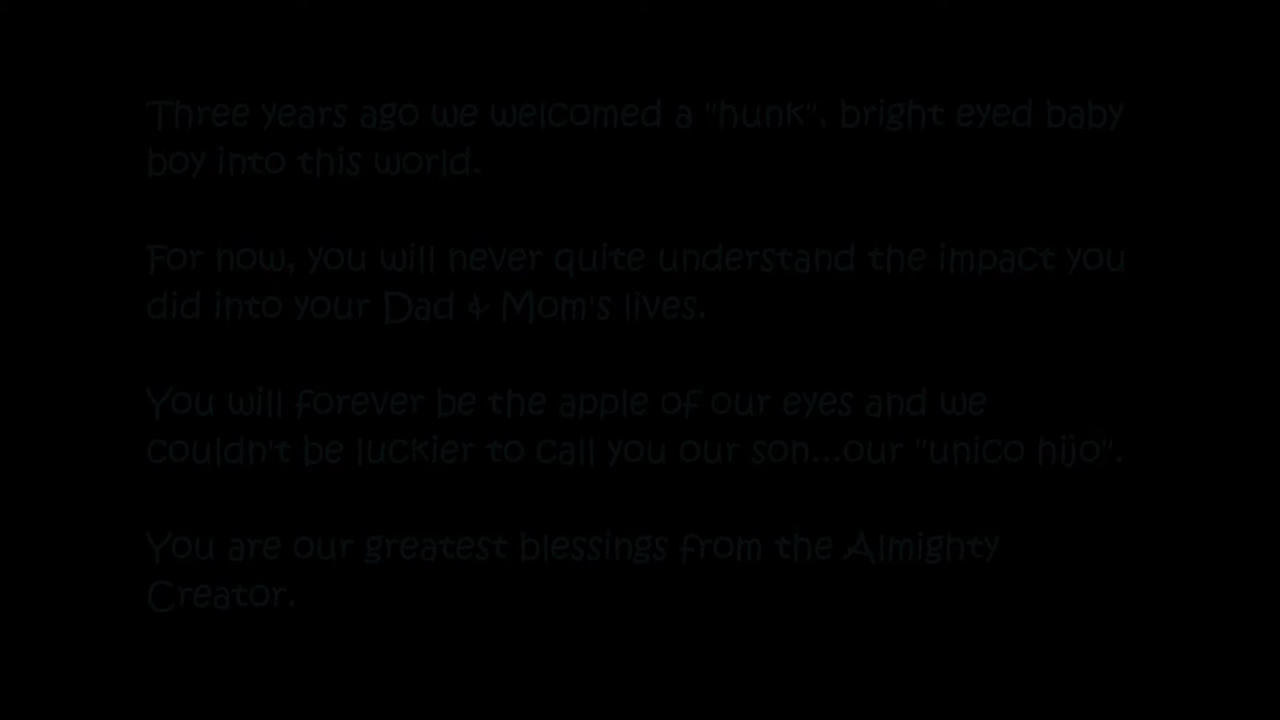 Three years ago we welcomed a "hunk", bright eyed baby
boy into this world.
For now, you will never quite understand the impact you
did into your Dad & Mom's lives.
You will forever be the apple of our eyes and we
couldn't be luckier to call you our son...our "unico hijo".
You are our greatest blessings from the Almighty
Creator.